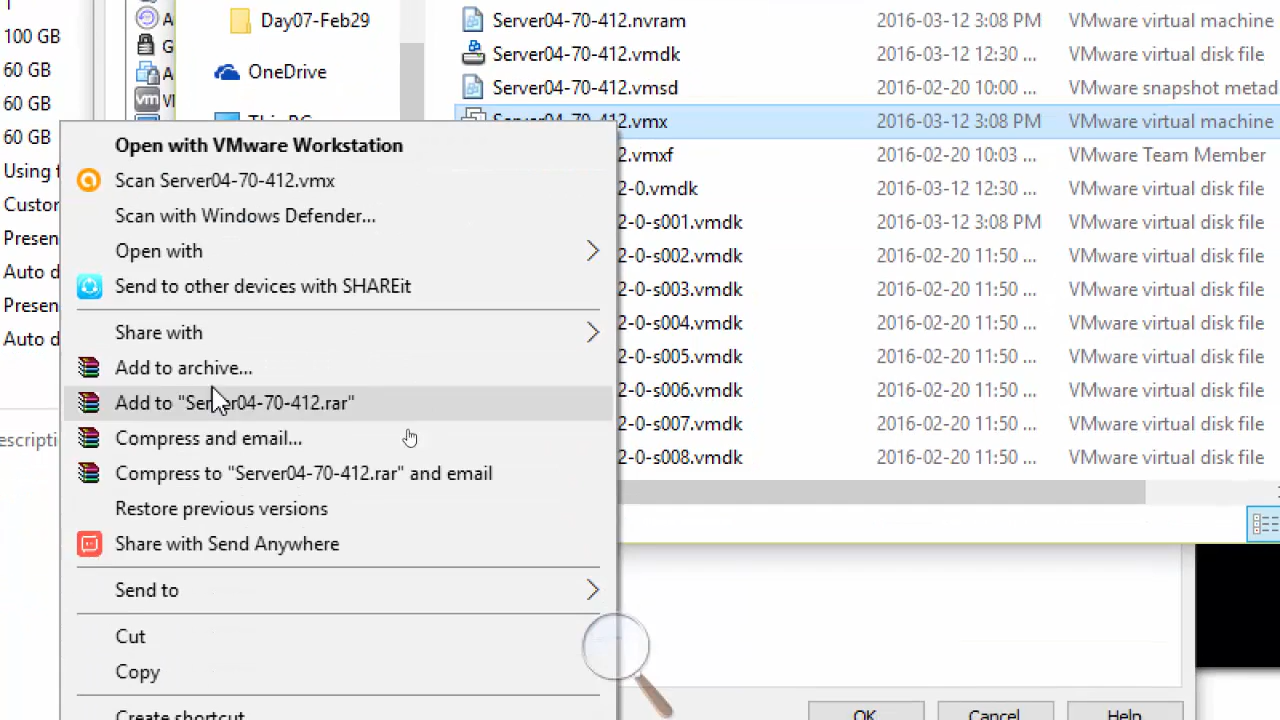 100 GB
60 GB
60 GB
60 GB
Using
Custor
Presen
Auto d
Presen
Auto d
escripti
Day07-Feb29
OneDrive
Server04-70-412.nvram 2016-03-12 3:08 PM VMware virtual machine
Server04-70-412.vmdk 2016-03-12 12:30 ... VMware virtual disk file
Server04-70-412.vmsd 2016-02-20 10:00 ... VMware snapshot metad
Server04-70-412.vmx 2016-03-12 3:08 PM VMware virtual machine
2.vmxf 2016-02-20 10:03 ... VMware Team Member
2-0.vmdk 2016-03-12 12:30 ... VMware virtual disk file
2-0-s001.vmdk 2016-03-12 3:08 PM VMware virtual disk file
2-0-s002.vmdk 2016-02-20 11:50 ... VMware virtual disk file
2-0-s003.vmdk 2016-02-20 11:50 ... VMware virtual disk file
2-0-s004.vmdk 2016-02-20 11:50 ... VMware virtual disk file
2-0-s005.vmdk 2016-02-20 11:50 ... VMware virtual disk file
2-0-s006.vmdk 2016-02-20 11:50 ... VMware virtual disk file
2-0-s007.vmdk 2016-02-20 11:50 ... VMware virtual disk file
2-0-s008.vmdk 2016-02-20 11:50 ... VMware virtual disk file
Open with VMware Workstation
Scan Server04-70-412.vmx
Scan with Windows Defender...
Open with
Send to other devices with SHAREit
Share with
Add to archive...
Add to "Server04-70-412.rar"
Compress and email...
Compress to "Server04-70-412.rar" and email
Restore previous versions
Share with Send Anywhere
Send to
Cut
Copy
Create shortcut
OK
Cancel
Help